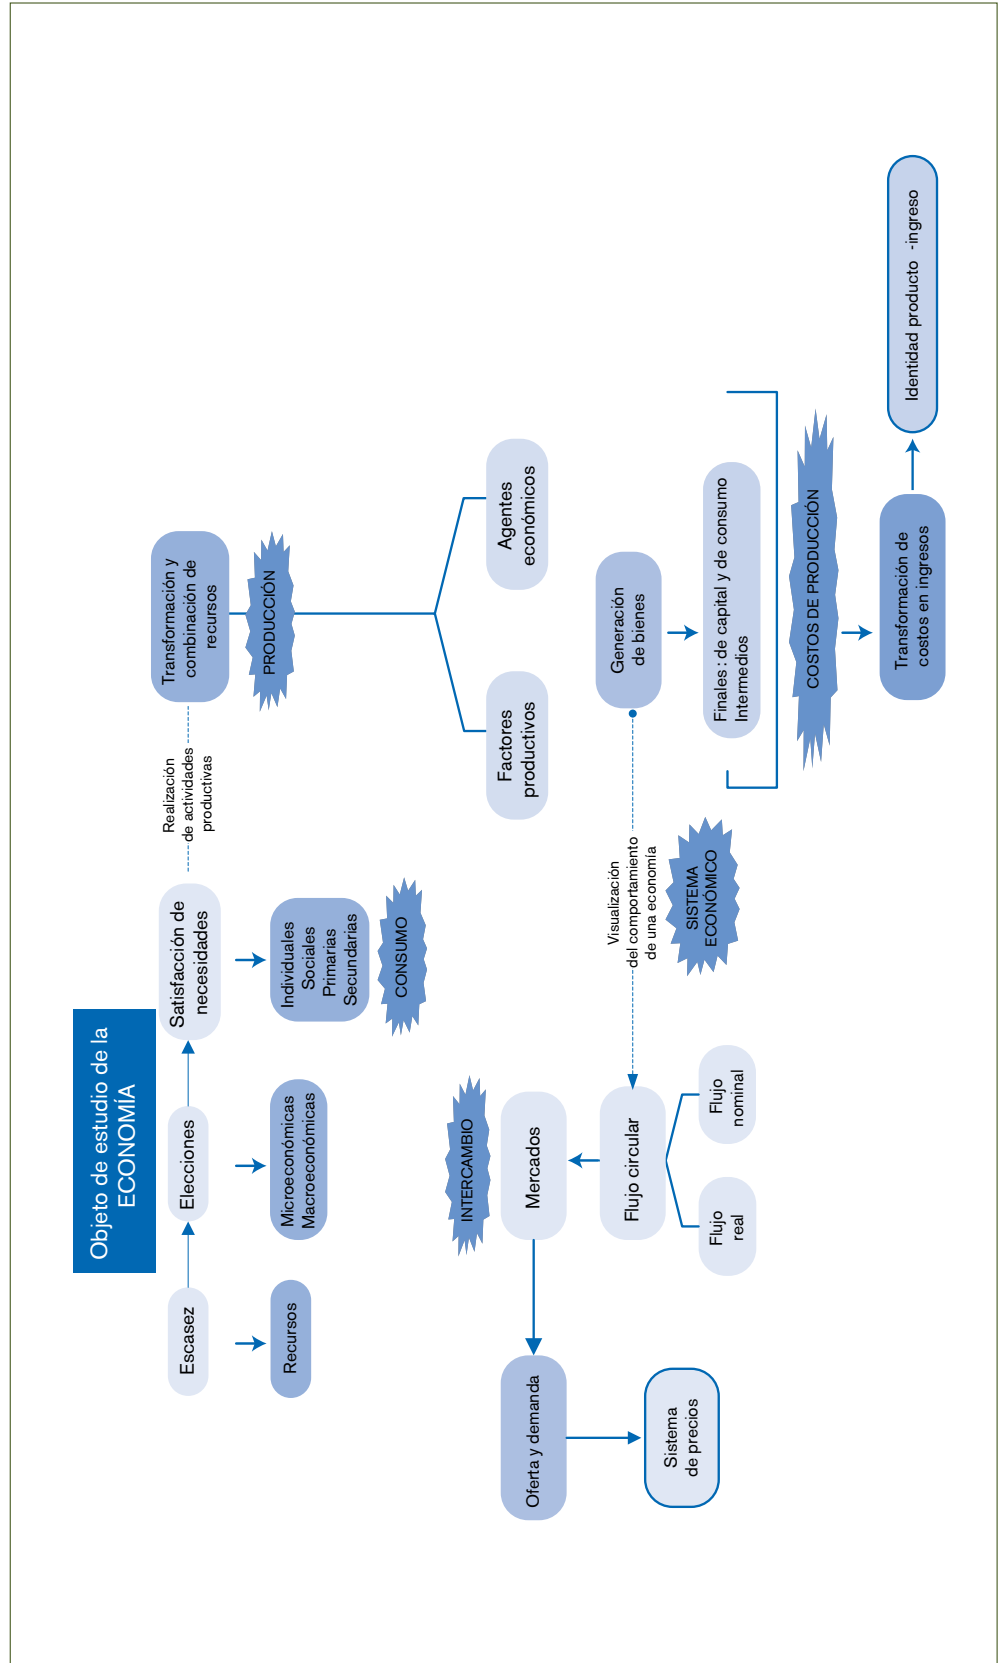 Objeto de estudio de la
ECONOMÍA
Escasez
Elecciones
Satisfacción de
necesidades
Realización
de actividades
productivas
Transformación y
combinación de
recursos
Recursos
Microeconómicas
Macroeconómicas
Individuales
Sociales
Primarias
Secundarias
PRODUCCIÓN
CONSUMO
Factores
productivos
Agentes
económicos
INTERCAMBIO
Oferta y demanda
Mercados
Flujo circular
Visualización
del comportamiento
de una economía
Generación
de bienes
Sistema
de precios
Flujo
real
Flujo
nominal
SISTEMA
ECONÓMICO
Finales : de capital y de consumo
Intermedios
COSTOS DE PRODUCCIÓN
Transformación de
costos en ingresos
Identidad producto -ingreso